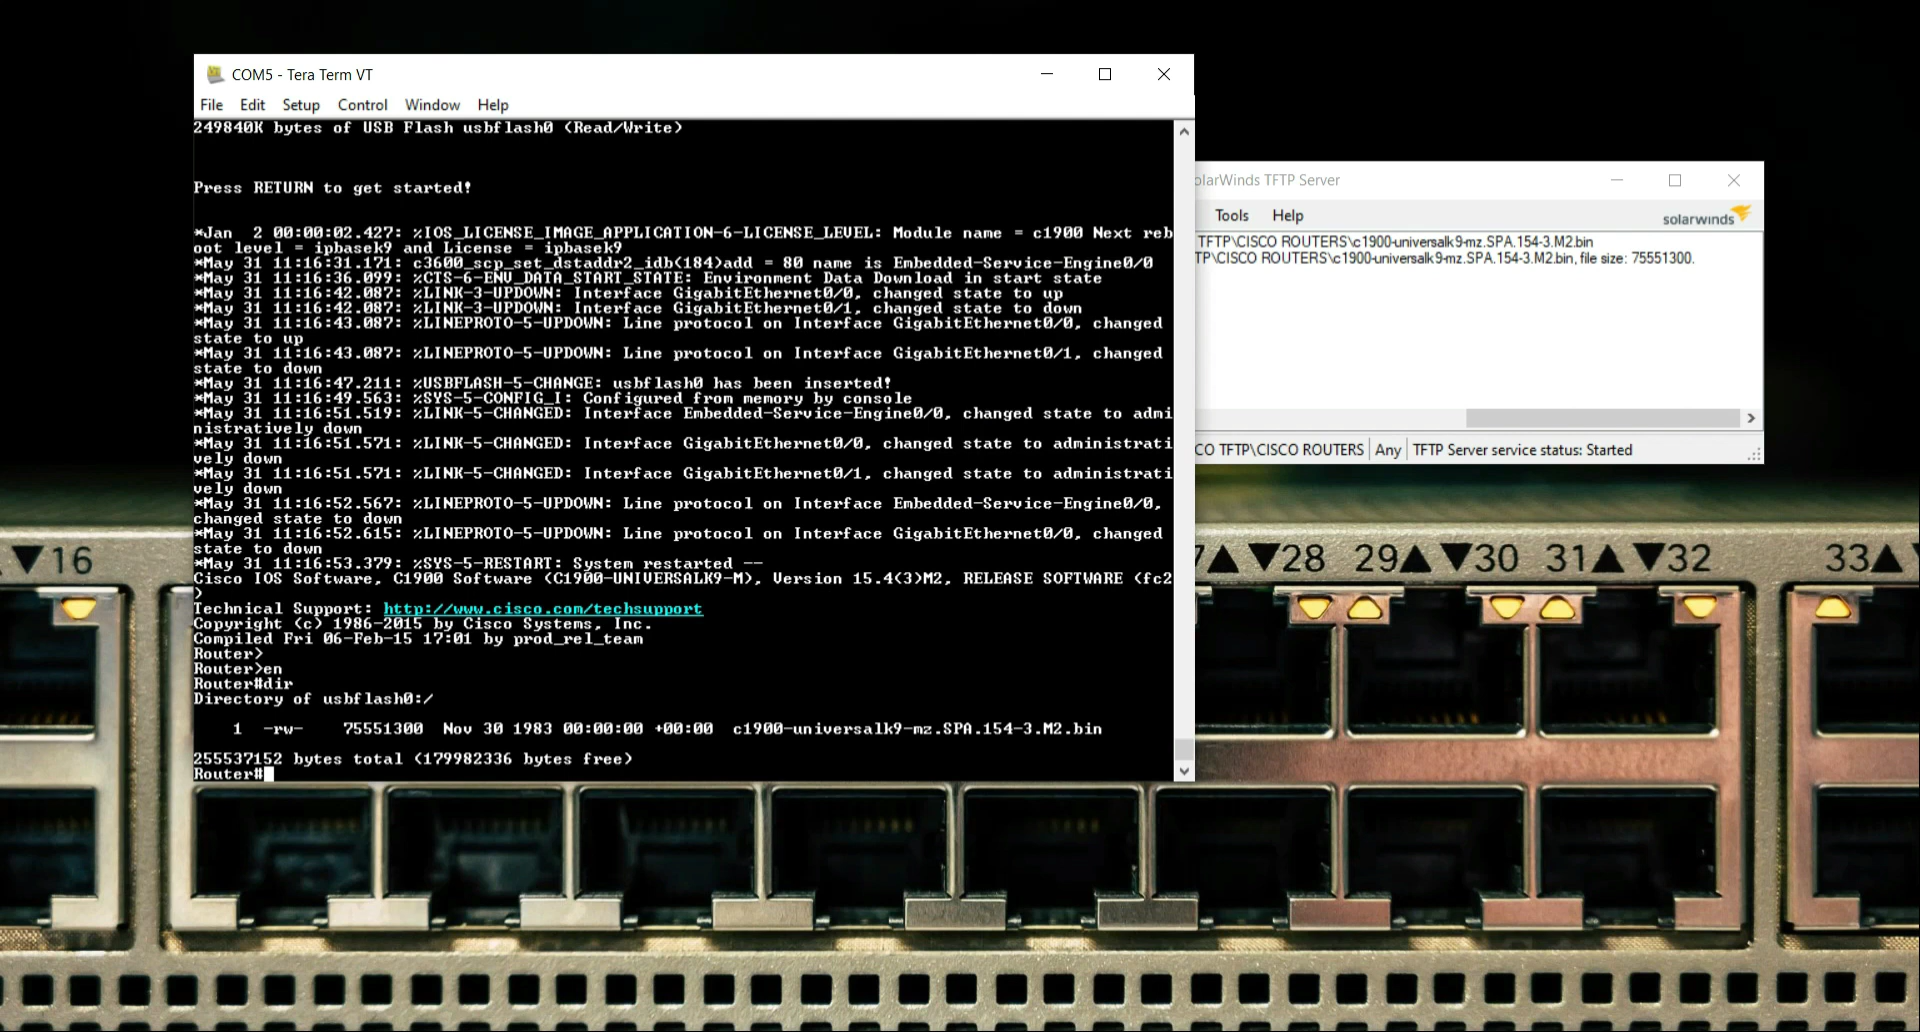 COM5 - Tera Term VT
File Edit Setup Control Window Help
249840K bytes of USB Flash usbflash0 (Read/Write)
Press RETURN to get started!
*Jan  2 00:00:02.427: %IOS_LICENSE_IMAGE_APPLICATION-6-LICENSE_LEVEL: Module name = c1900 Next reb
oot level = ipbasek9 and License = ipbasek9
*May 31 11:16:31.171: c3600_scp_set_dstaddr2_idb(184)add = 80 name is Embedded-Service-Engine0/0
*May 31 11:16:36.099: %CTS-6-ENV_DATA_START_STATE: Environment Data Download in start state
*May 31 11:16:42.087: %LINK-3-UPDOWN: Interface GigabitEthernet0/0, changed state to up
*May 31 11:16:42.087: %LINK-3-UPDOWN: Interface GigabitEthernet0/1, changed state to down
*May 31 11:16:43.087: %LINEPROTO-5-UPDOWN: Line protocol on Interface GigabitEthernet0/0, changed
state to up
*May 31 11:16:43.087: %LINEPROTO-5-UPDOWN: Line protocol on Interface GigabitEthernet0/1, changed
state to down
*May 31 11:16:47.211: %USBFLASH-5-CHANGE: usbflash0 has been inserted!
*May 31 11:16:49.563: %SYS-5-CONFIG_I: Configured from memory by console
*May 31 11:16:51.519: %LINK-5-CHANGED: Interface Embedded-Service-Engine0/0, changed state to admi
nistratively down
*May 31 11:16:51.571: %LINK-5-CHANGED: Interface GigabitEthernet0/0, changed state to administrati
vely down
*May 31 11:16:51.571: %LINK-5-CHANGED: Interface GigabitEthernet0/1, changed state to administrati
vely down
*May 31 11:16:52.567: %LINEPROTO-5-UPDOWN: Line protocol on Interface Embedded-Service-Engine0/0,
changed state to down
*May 31 11:16:52.615: %LINEPROTO-5-UPDOWN: Line protocol on Interface GigabitEthernet0/0, changed
state to down
*May 31 11:16:53.379: %SYS-5-RESTART: System restarted --
Cisco IOS Software, C1900 Software (C1900-UNIVERSALK9-M), Version 15.4(3)M2, RELEASE SOFTWARE (fc2
)
Technical Support: http://www.cisco.com/techsupport
Copyright (c) 1986-2015 by Cisco Systems, Inc.
Compiled Fri 06-Feb-15 17:01 by prod_rel_team
Router>
Router>en
Router#dir
Directory of usbflash0:/
1  -rw-    75551300  Nov 30 1983 00:00:00 +00:00  c1900-universalk9-mz.SPA.154-3.M2.bin
255537152 bytes total (179982336 bytes free)
Router#
olarWinds TFTP Server
Tools Help
solarwinds
TFTP\CISCO ROUTERS\c1900-universalk9-mz.SPA.154-3.M2.bin
TP\CISCO ROUTERS\c1900-universalk9-mz.SPA.154-3.M2.bin, file size: 75551300.
CO TFTP\CISCO ROUTERS Any TFTP Server service status: Started
▼16
7▲ ▼28 29▲ ▼30 31▲ ▼32 33▲